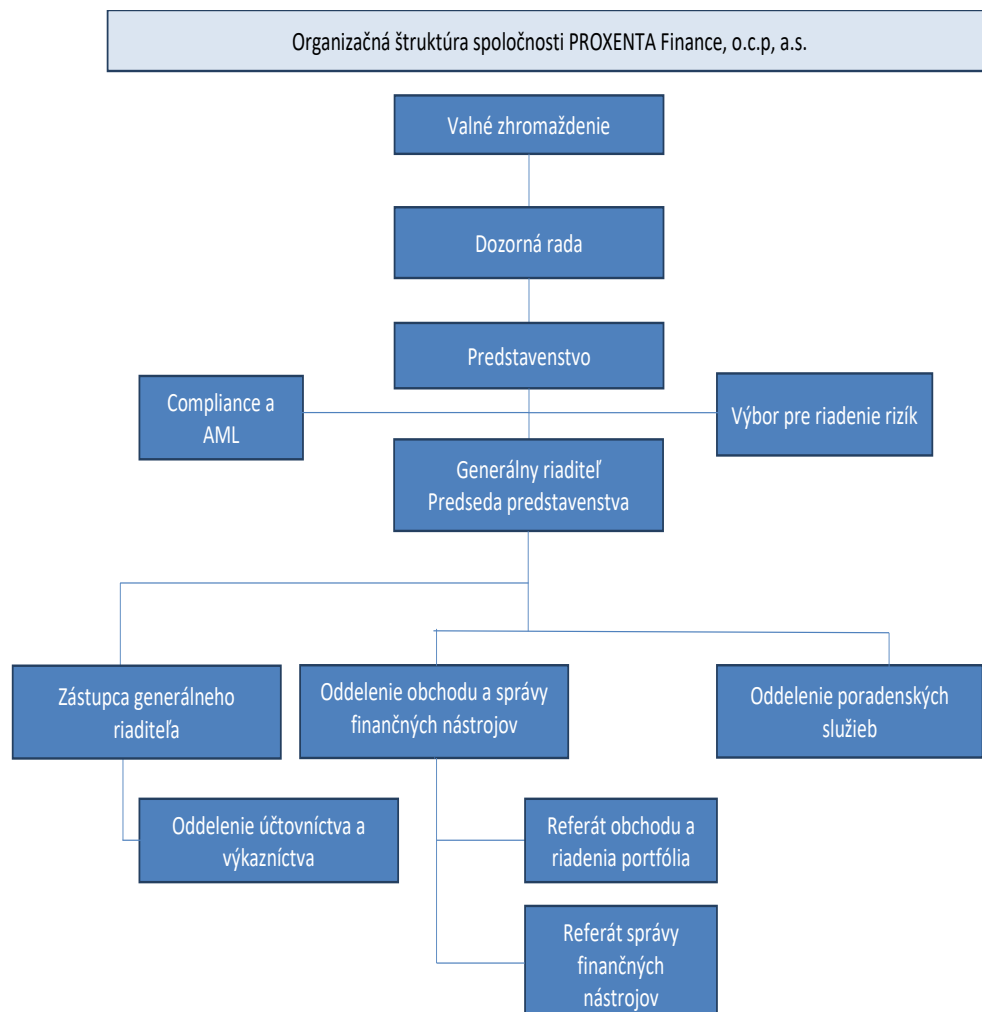 Organizačná štruktúra spoločnosti PROXENTA Finance, o.c.p, a.s.
Valné zhromaždenie
Dozorná rada
Predstavenstvo
Compliance a
AML
Výbor pre riadenie rizík
Generálny riaditeľ
Predseda predstavenstva
Zástupca generálneho
riaditeľa
Oddelenie obchodu a správy
finančných nástrojov
Oddelenie poradenských
služieb
Oddelenie účtovníctva a
výkazníctva
Referát obchodu a
riadenia portfólia
Referát správy
finančných
nástrojov